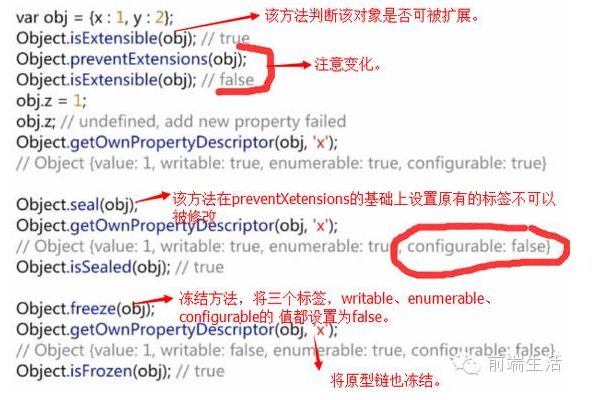 var obj = {x : 1, y : 2};
该方法判断该对象是否可被扩展。
Object.isExtensible(obj); // true
Object.preventExtensions(obj);
注意变化。
Object.isExtensible(obj); // false
obj.z = 1;
obj.z; // undefined, add new property failed
Object.getOwnPropertyDescriptor(obj, 'x');
// Object {value: 1, writable: true, enumerable: true, configurable: true}
Object.seal(obj);
该方法在preventXetensions的基础上设置原有的标签不可以
被修改
Object.getOwnPropertyDescriptor(obj, 'x');
// Object {value: 1, writable: true, enumerable: true, configurable: false}
Object.isSealed(obj); // true
Object.freeze(obj);
冻结方法，将三个标签，writable、enumerable、
configurable的 值都设置为false。
Object.getOwnPropertyDescriptor(obj, 'x');
// Object {value: 1, writable: false, enumerable: true, configurable: false}
Object.isFrozen(obj); // true
将原型链也冻结。
前端生活